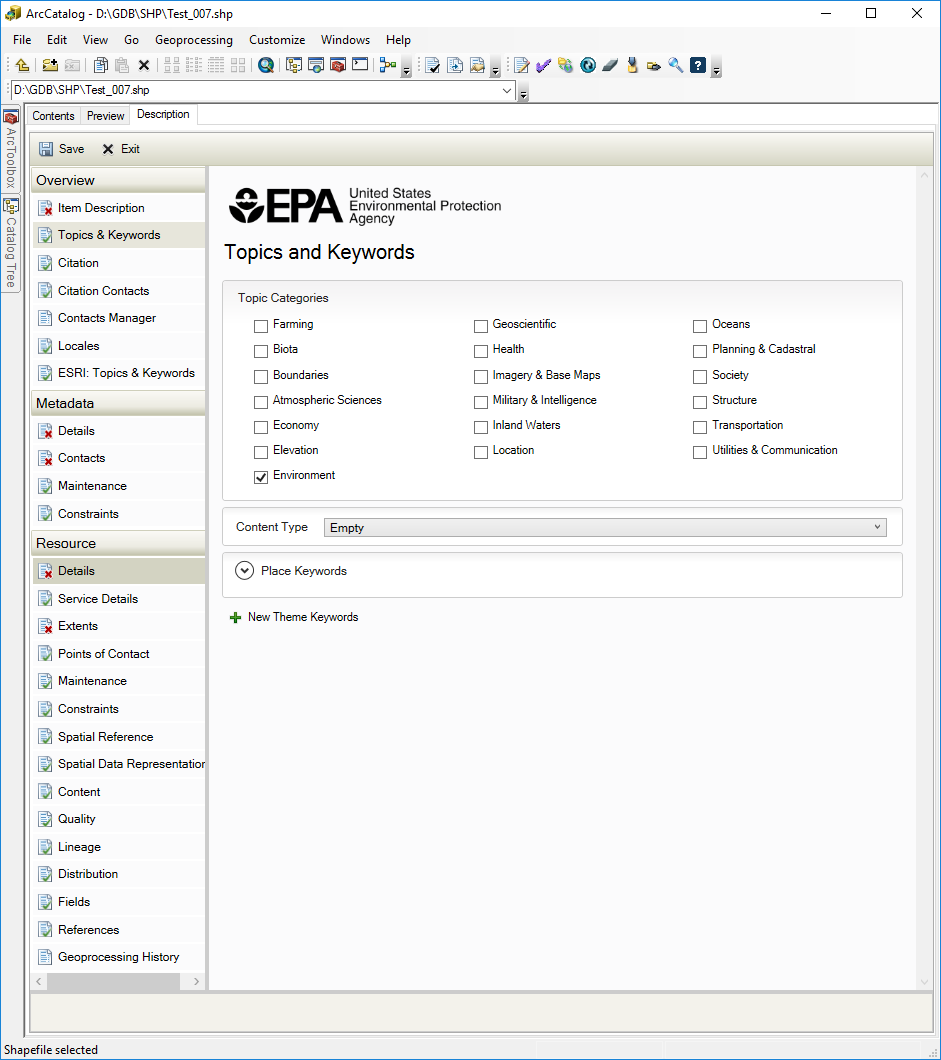 ArcCatalog - D:\GDB\SHP\Test_007.shp
File Edit View Go Geoprocessing Customize Windows Help
D:\GDB\SHP\Test_007.shp
Contents Preview Description
ArcToolbox
Catalog Tree
Save Exit
Overview
Item Description
Topics & Keywords
Citation
Citation Contacts
Contacts Manager
Locales
ESRI: Topics & Keywords
Metadata
Details
Contacts
Maintenance
Constraints
Resource
Details
Service Details
Extents
Points of Contact
Maintenance
Constraints
Spatial Reference
Spatial Data Representation
Content
Quality
Lineage
Distribution
Fields
References
Geoprocessing History
EPA
United States
Environmental Protection
Agency
Topics and Keywords
Topic Categories
Farming Geoscientific Oceans
Biota Health Planning & Cadastral
Boundaries Imagery & Base Maps Society
Atmospheric Sciences Military & Intelligence Structure
Economy Inland Waters Transportation
Elevation Location Utilities & Communication
Environment
Content Type Empty
Place Keywords
New Theme Keywords
Shapefile selected